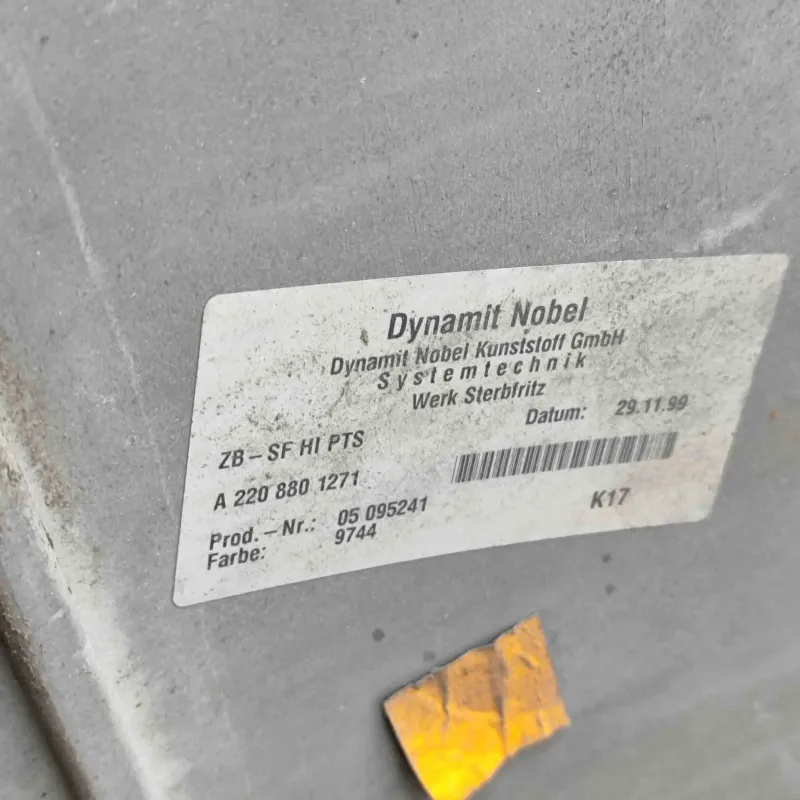 Dynamit Nobel
Dynamit Nobel Kunststoff GmbH
Systemtechnik
Werk Sterbfritz
Datum: 29.11.99
ZB-SF HI PTS
A 220 880 1271
Prod.-Nr.: 05 095241
K17
Farbe: 9744